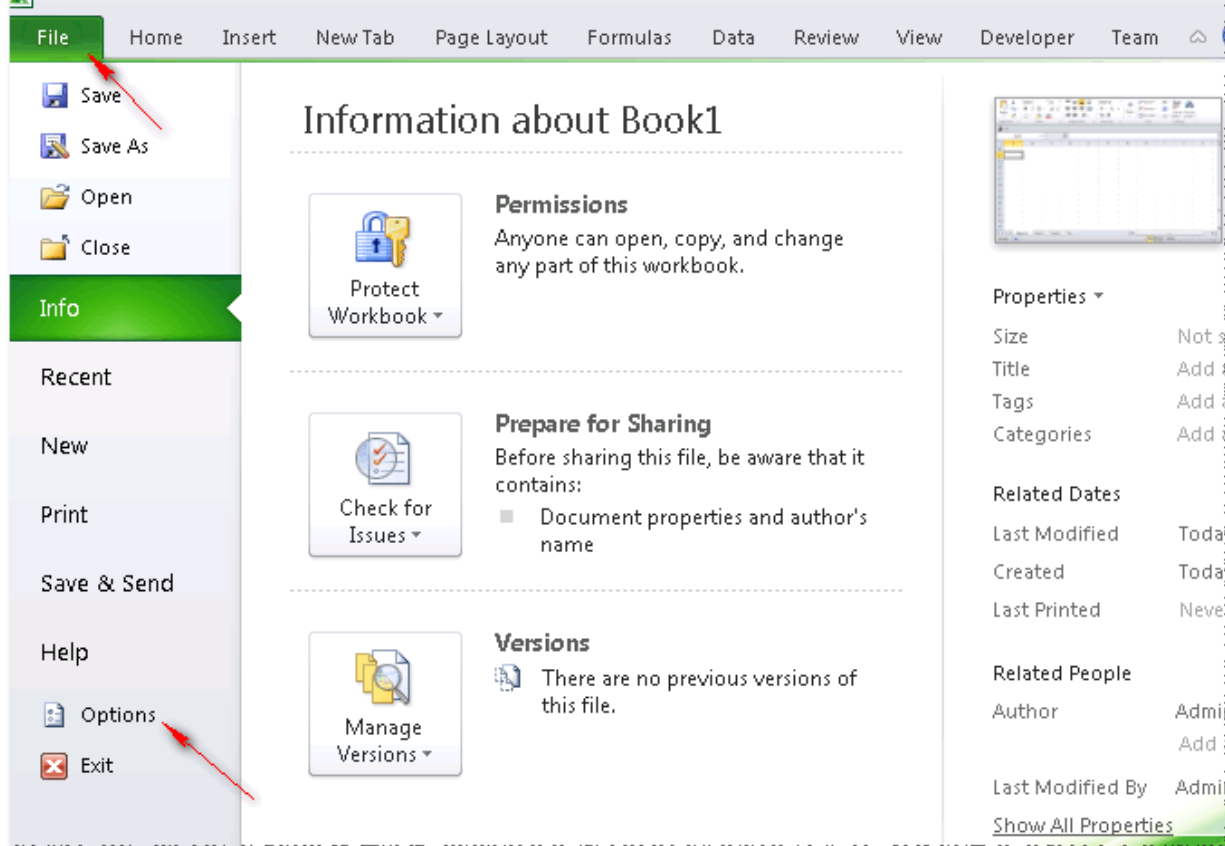 File Home Insert New Tab Page Layout Formulas Data Review View Developer Team
Save
Save As
Open
Close
Info
Recent
New
Print
Save & Send
Help
Options
Exit
Information about Book1
Protect
Workbook
Permissions
Anyone can open, copy, and change
any part of this workbook.
Check for
Issues
Prepare for Sharing
Before sharing this file, be aware that it
contains:
Document properties and author's
name
Manage
Versions
Versions
There are no previous versions of
this file.
Properties
Size Not
Title Add
Tags Add
Categories Add
Related Dates
Last Modified
Created
Last Printed
Related People
Author
Add
Last Modified By
Show All Properties